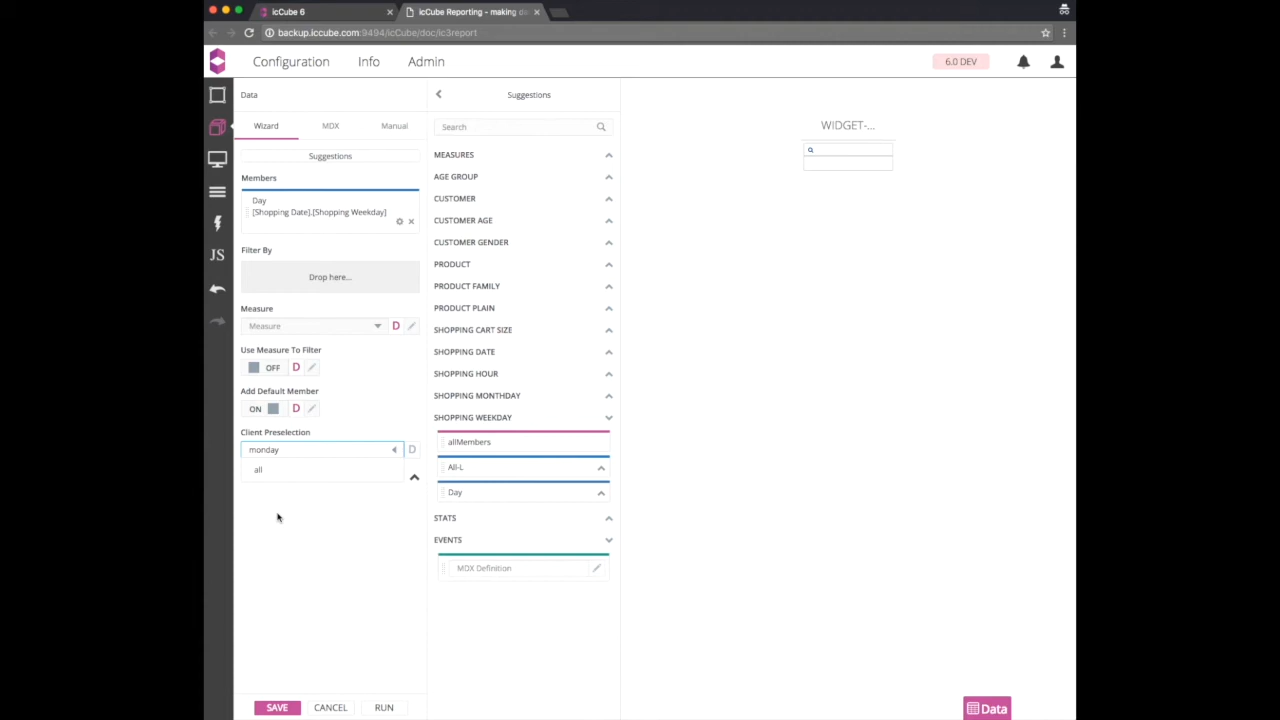 icCube 6
icCube Reporting - making de
backup.iccube.com:9494/icCube/doc/ic3report
Configuration Info Admin
6.0 DEV
Data
Wizard MDX Manual
Suggestions
Members
Day
[Shopping Date].[Shopping Weekday]
Filter By
Drop here...
Measure
Measure D
Use Measure To Filter
OFF D
Add Default Member
ON D
Client Preselection
monday D
all
SAVE CANCEL RUN
JS
Suggestions
Search
MEASURES
AGE GROUP
CUSTOMER
CUSTOMER AGE
CUSTOMER GENDER
PRODUCT
PRODUCT FAMILY
PRODUCT PLAIN
SHOPPING CART SIZE
SHOPPING DATE
SHOPPING HOUR
SHOPPING MONTHDAY
SHOPPING WEEKDAY
allMembers
All-L
Day
STATS
EVENTS
MDX Definition
WIDGET-...
Data